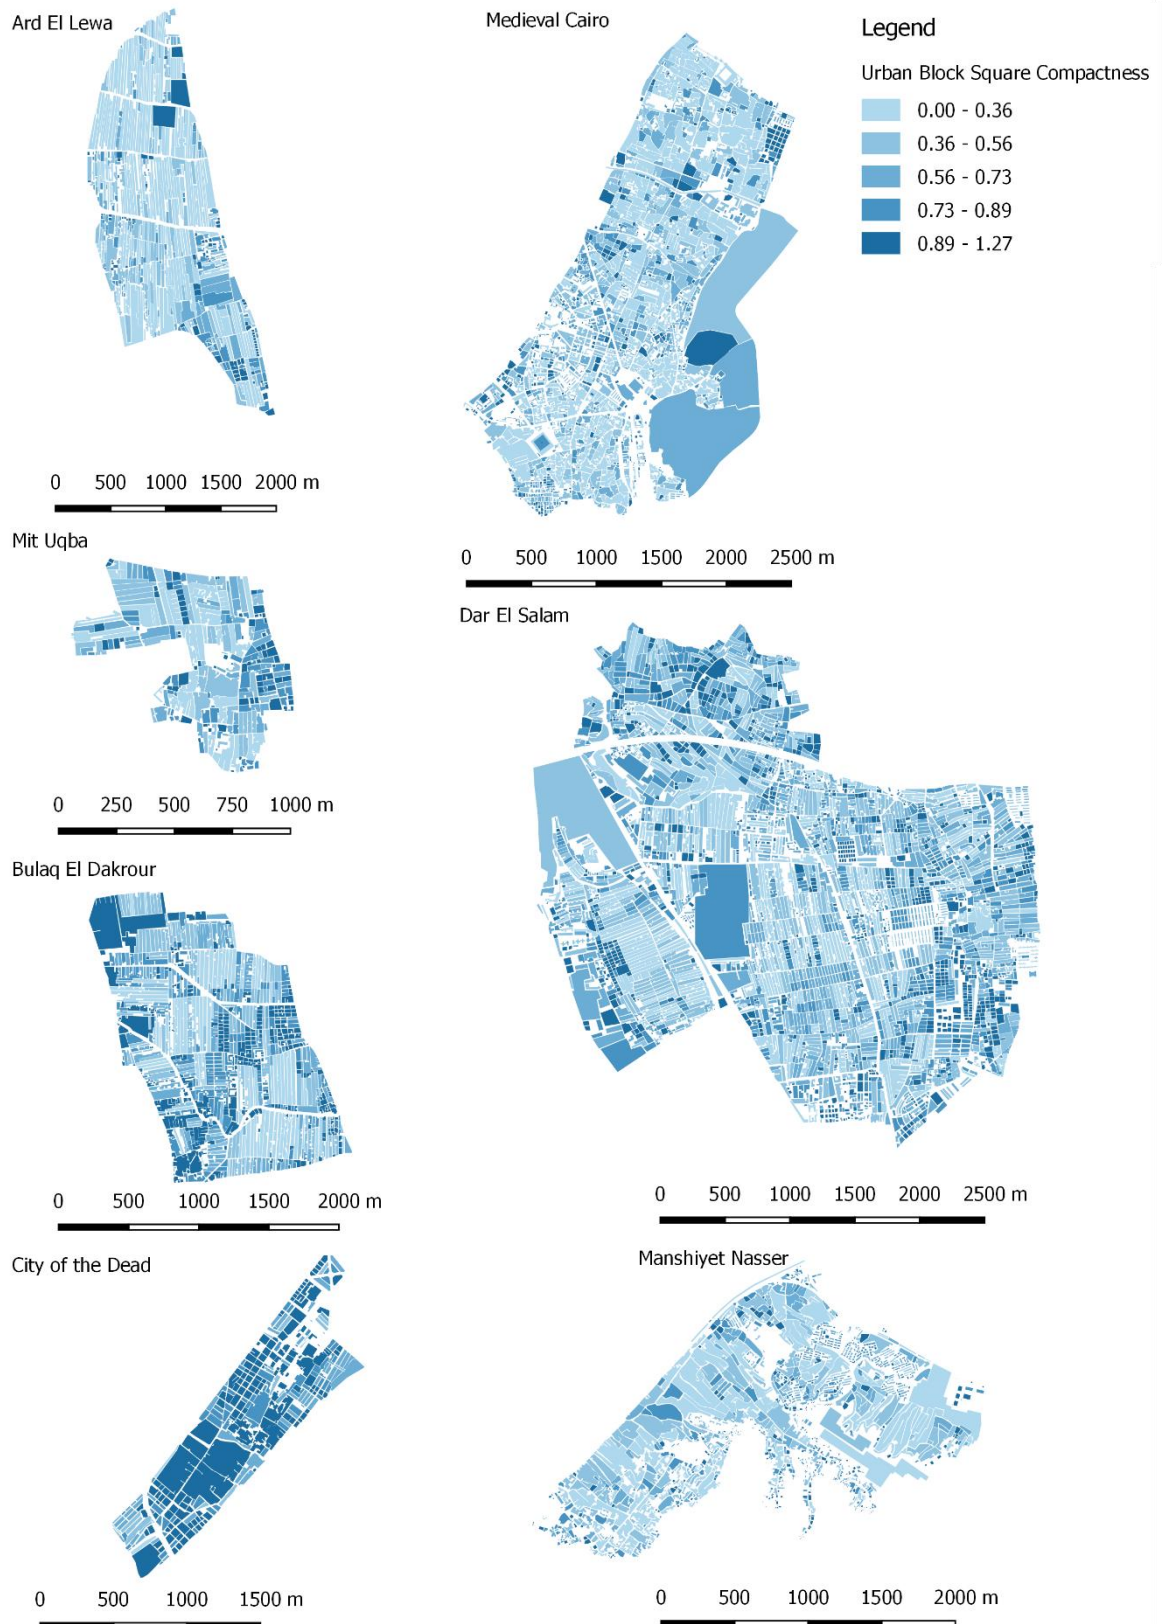 Ard El Lewa
Medieval Cairo
Legend
Urban Block Square Compactness
0.00 - 0.36
0.36 - 0.56
0.56 - 0.73
0.73 - 0.89
0.89 - 1.27
0 500 1000 1500 2000 m
Mit Uqba
0 500 1000 1500 2000 2500 m
Dar El Salam
0 250 500 750 1000 m
Bulaq El Dakrour
0 500 1000 1500 2000 m
0 500 1000 1500 2000 2500 m
City of the Dead
Manshiyet Nasser
0 500 1000 1500 m
0 500 1000 1500 2000 m